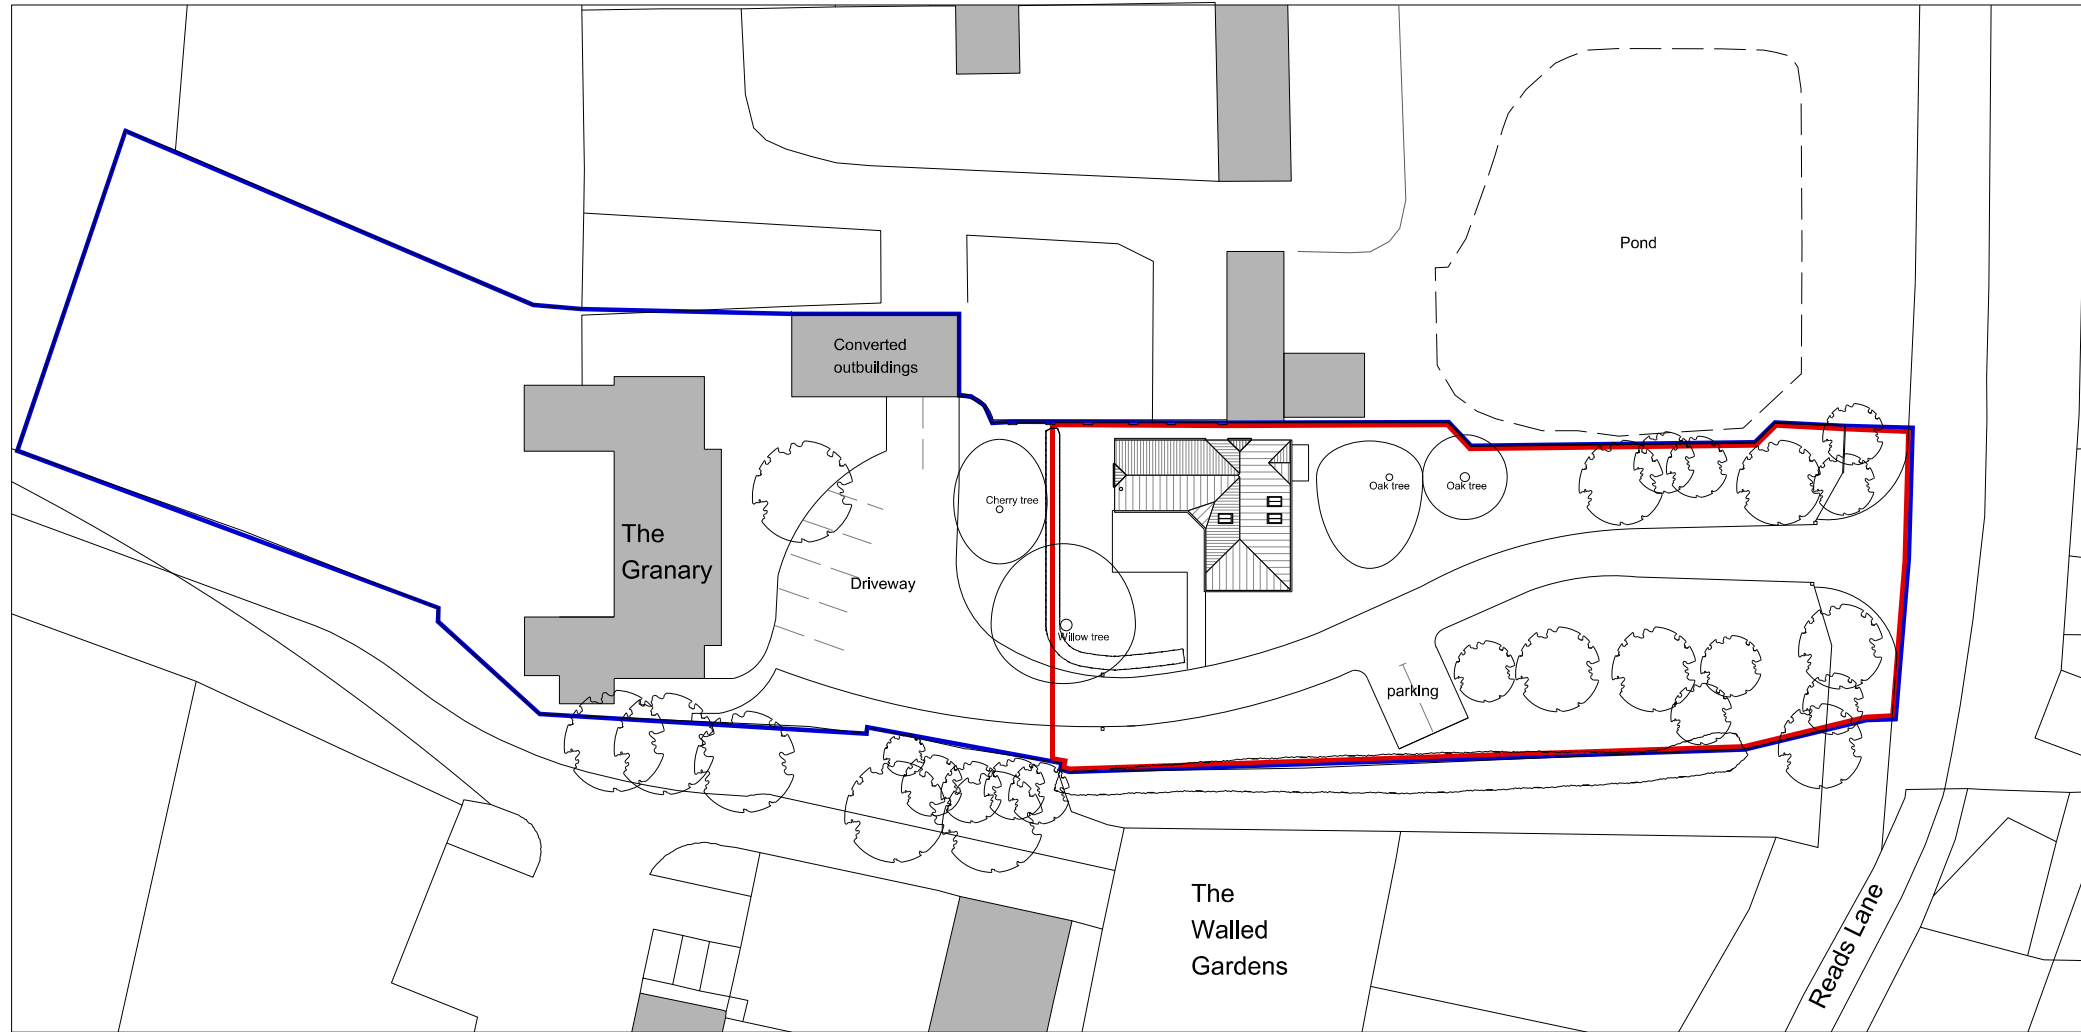 Pond
Converted
outbuildings
The
Granary
Cherry tree
Oak tree
Oak tree
Driveway
Willow tree
parking
The
Walled
Gardens
Reads Lane